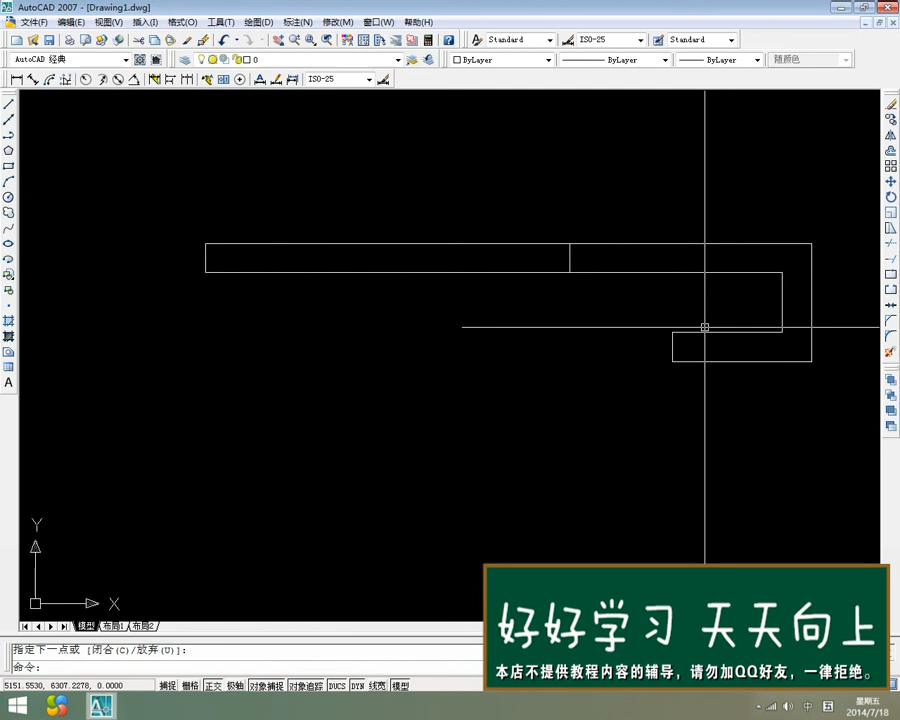 AutoCAD 2007 - [Drawing1.dwg]
文件(F) 编辑(E) 视图(V) 插入(I) 格式(O) 工具(T) 绘图(D) 标注(N) 修改(M) 窗口(W) 帮助(H)
Standard ISO-25 Standard
AutoCAD 经典 0 ByLayer ByLayer ByLayer 随颜色
ISO-25
A
Y
X
模型 布局1 布局2
好好学习 天天向上
指定下一点或 [闭合(C)/放弃(U)]:
命令:
本店不提供教程内容的辅导，请勿加QQ好友，一律拒绝。
5151.5530, 6307.2278, 0.0000 捕捉 栅格 正交 极轴 对象捕捉 对象追踪 DUCS DYN 线宽 模型
中 五
星期五
2014/7/18